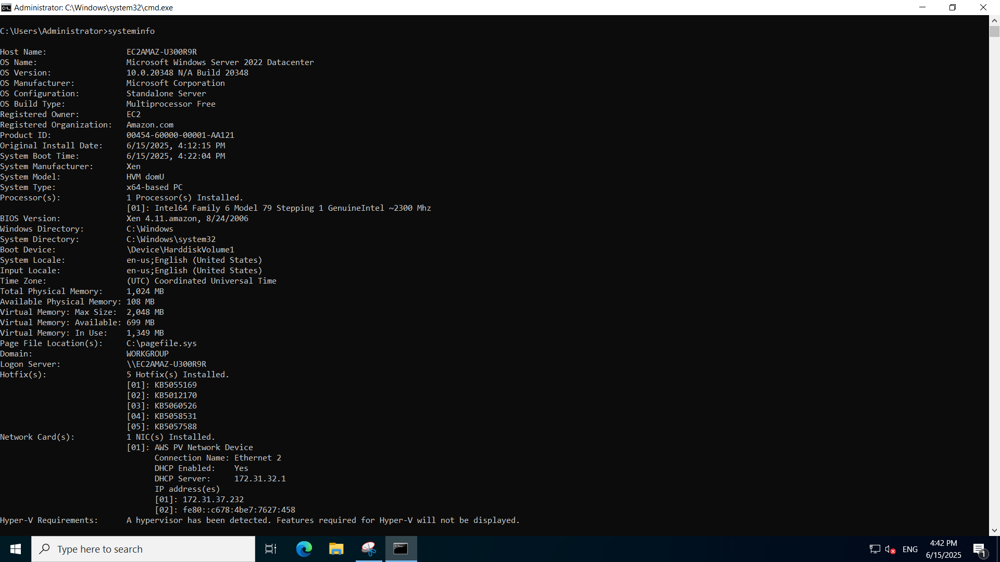 Administrator: C:\Windows\system32\cmd.exe
C:\Users\Administrator>systeminfo
Host Name: EC2AMAZ-U300R9R
OS Name: Microsoft Windows Server 2022 Datacenter
OS Version: 10.0.20348 N/A Build 20348
OS Manufacturer: Microsoft Corporation
OS Configuration: Standalone Server
OS Build Type: Multiprocessor Free
Registered Owner: EC2
Registered Organization: Amazon.com
Product ID: 00454-60000-00001-AA121
Original Install Date: 6/15/2025, 4:12:15 PM
System Boot Time: 6/15/2025, 4:22:04 PM
System Manufacturer: Xen
System Model: HVM domU
System Type: x64-based PC
Processor(s): 1 Processor(s) Installed.
[01]: Intel64 Family 6 Model 79 Stepping 1 GenuineIntel ~2300 Mhz
BIOS Version: Xen 4.11.amazon, 8/24/2006
Windows Directory: C:\Windows
System Directory: C:\Windows\system32
Boot Device: \Device\HarddiskVolume1
System Locale: en-us;English (United States)
Input Locale: en-us;English (United States)
Time Zone: (UTC) Coordinated Universal Time
Total Physical Memory: 1,024 MB
Available Physical Memory: 108 MB
Virtual Memory: Max Size: 2,048 MB
Virtual Memory: Available: 699 MB
Virtual Memory: In Use: 1,349 MB
Page File Location(s): C:\pagefile.sys
Domain: WORKGROUP
Logon Server: \\EC2AMAZ-U300R9R
Hotfix(s): 5 Hotfix(s) Installed.
[01]: KB5055169
[02]: KB5012170
[03]: KB5060526
[04]: KB5058531
[05]: KB5057588
Network Card(s): 1 NIC(s) Installed.
[01]: AWS PV Network Device
Connection Name: Ethernet 2
DHCP Enabled: Yes
DHCP Server: 172.31.32.1
IP address(es)
[01]: 172.31.37.232
[02]: fe80::c678:4be7:7627:458
Hyper-V Requirements: A hypervisor has been detected. Features required for Hyper-V will not be displayed.
Type here to search
ENG
4:42 PM
6/15/2025
1